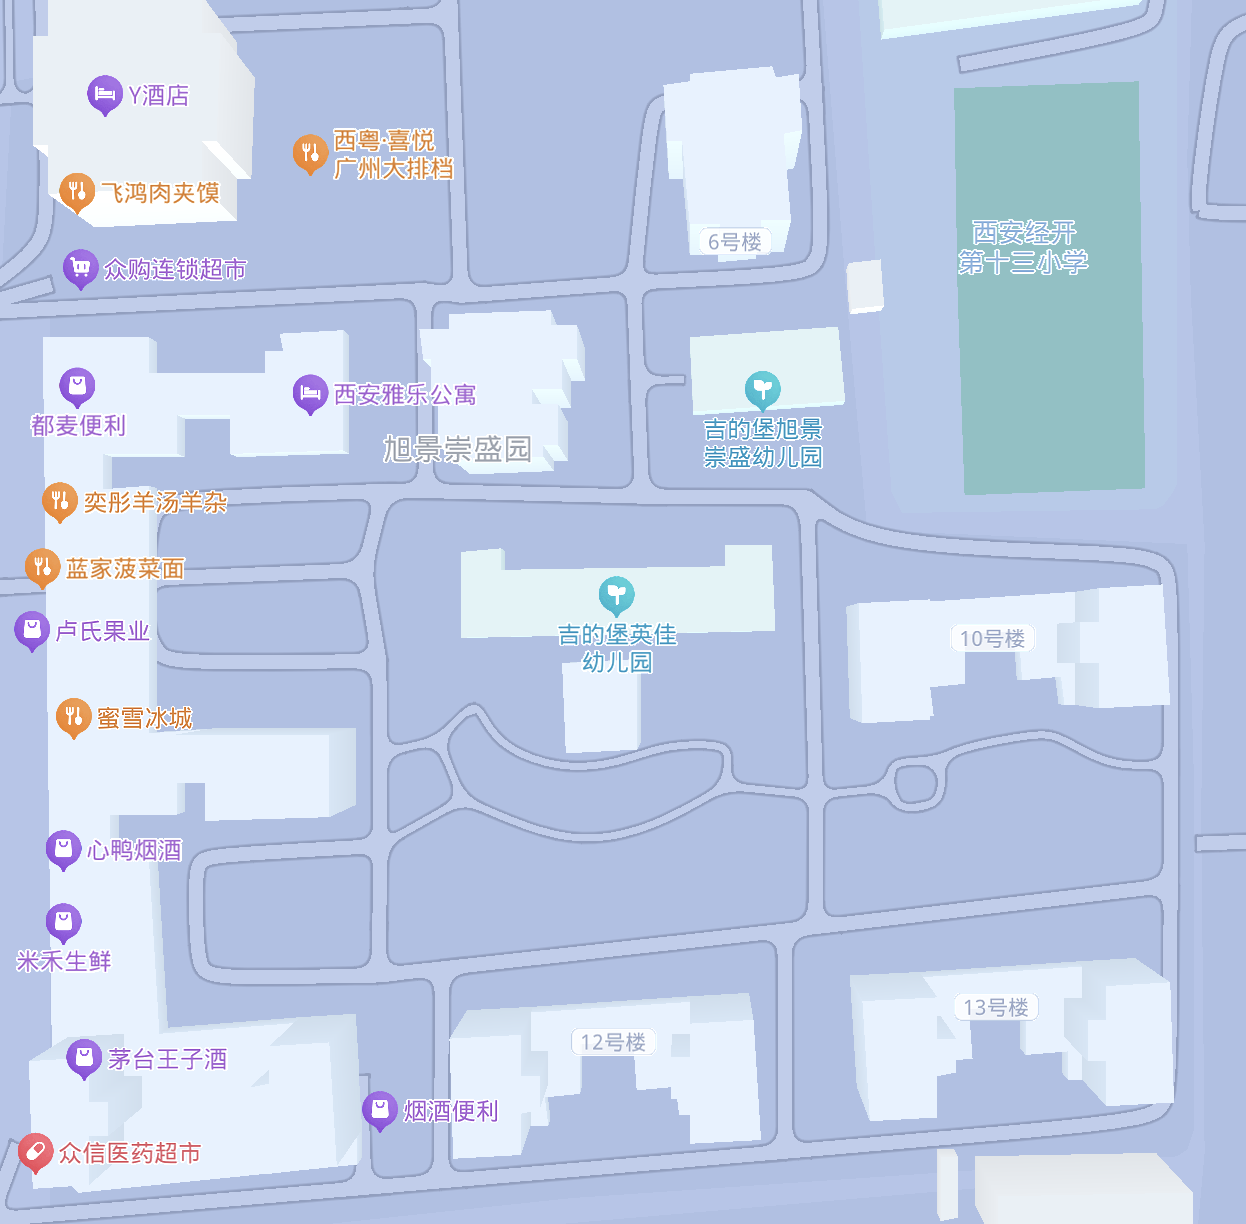 Y酒店
西粤·喜悦
广州大排档
飞鸿肉夹馍
6号楼
西安经开
第十三小学
众购连锁超市
都麦便利
西安雅乐公寓
旭景崇盛园
吉的堡旭景
崇盛幼儿园
奕彤羊汤羊杂
蓝家菠菜面
卢氏果业
吉的堡英佳
幼儿园
10号楼
蜜雪冰城
心鸭烟酒
米禾生鲜
13号楼
12号楼
茅台王子酒
烟酒便利
众信医药超市